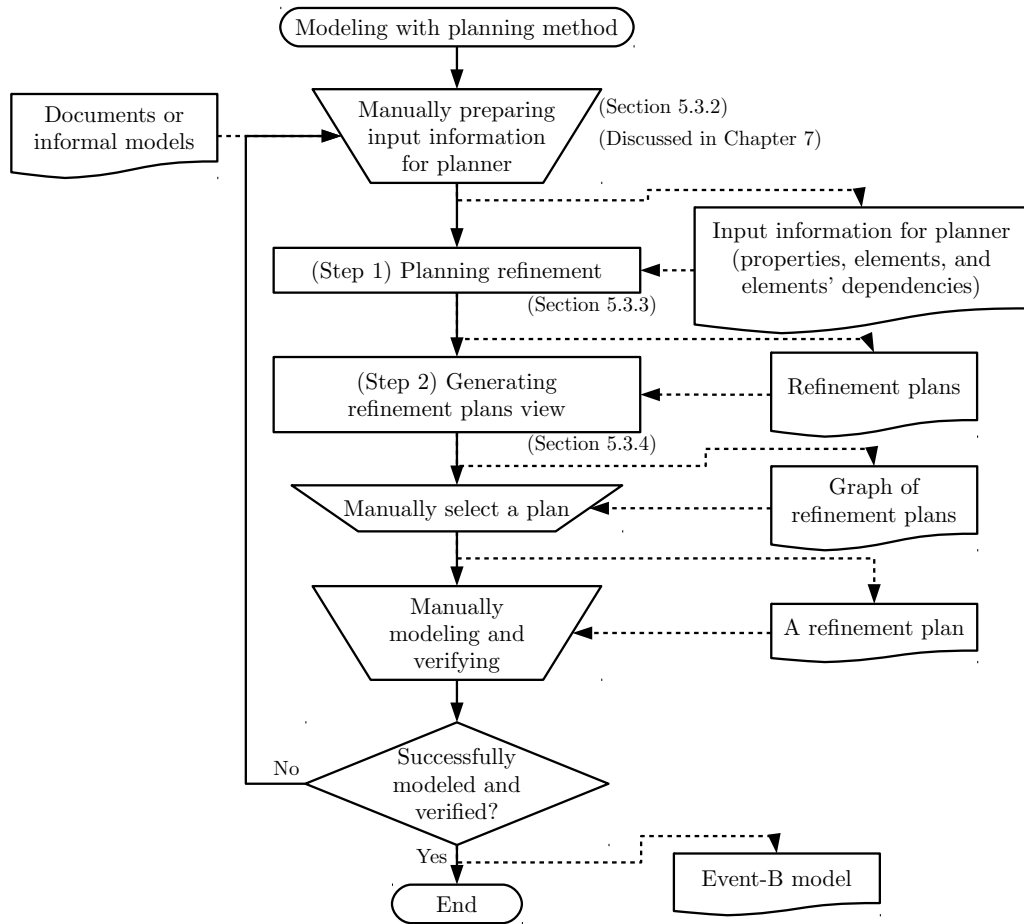 Modeling with planning method
Documents or
informal models
Manually preparing
input information
for planner
(Section 5.3.2)
(Discussed in Chapter 7)
Input information for planner
(properties, elements, and
elements' dependencies)
(Step 1) Planning refinement
(Section 5.3.3)
(Step 2) Generating
refinement plans view
Refinement plans
(Section 5.3.4)
Manually select a plan
Graph of
refinement plans
Manually
modeling and
verifying
A refinement plan
Successfully
modeled and
verified?
No
Yes
Event-B model
End